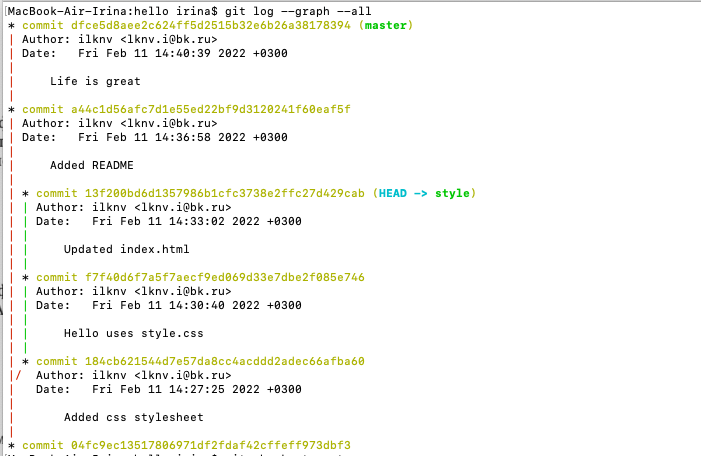 [MacBook-Air-Irina:hello irina$ git log --graph --all
* commit dfce5d8aee2c624ff5d2515b32e6b26a38178394 (master)
| Author: ilknv <lknv.i@bk.ru>
| Date:   Fri Feb 11 14:40:39 2022 +0300
|
|     Life is great
|
* commit a44c1d56afc7d1e55ed22bf9d3120241f60eaf5f
| Author: ilknv <lknv.i@bk.ru>
| Date:   Fri Feb 11 14:36:58 2022 +0300
|
|     Added README
|
| * commit 13f200bd6d1357986b1cfc3738e2ffc27d429cab (HEAD -> style)
| | Author: ilknv <lknv.i@bk.ru>
| | Date:   Fri Feb 11 14:33:02 2022 +0300
| |
| |     Updated index.html
| |
| * commit f7f40d6f7a5f7aecf9ed069d33e7dbe2f085e746
| | Author: ilknv <lknv.i@bk.ru>
| | Date:   Fri Feb 11 14:30:40 2022 +0300
| |
| |     Hello uses style.css
| |
| * commit 184cb621544d7e57da8cc4acddd2adec66afba60
|/  Author: ilknv <lknv.i@bk.ru>
|   Date:   Fri Feb 11 14:27:25 2022 +0300
|
|       Added css stylesheet
|
* commit 04fc9ec13517806971df2fdaf42cffeff973dbf3